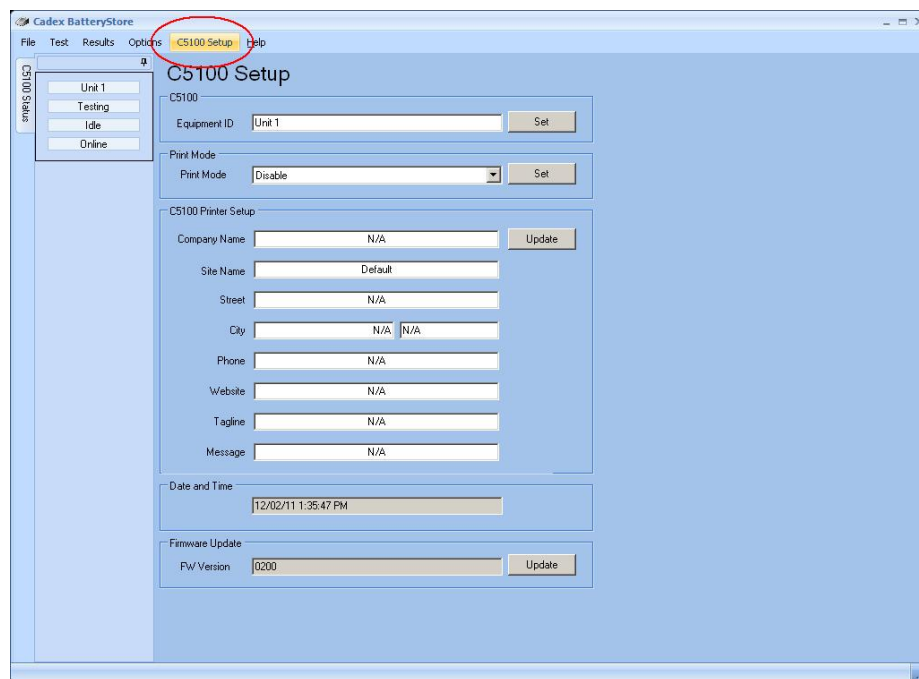 Cadex BatteryStore
File Test Results Options C5100 Setup Help
C5100 Status
Unit 1
Testing
Idle
Online
C5100 Setup
C5100
Equipment ID Unit 1 Set
Print Mode
Print Mode Disable Set
C5100 Printer Setup
Company Name N/A Update
Site Name Default
Street N/A
City N/A N/A
Phone N/A
Website N/A
Tagline N/A
Message N/A
Date and Time
12/02/11 1:35:47 PM
Firmware Update
FW Version 0200 Update